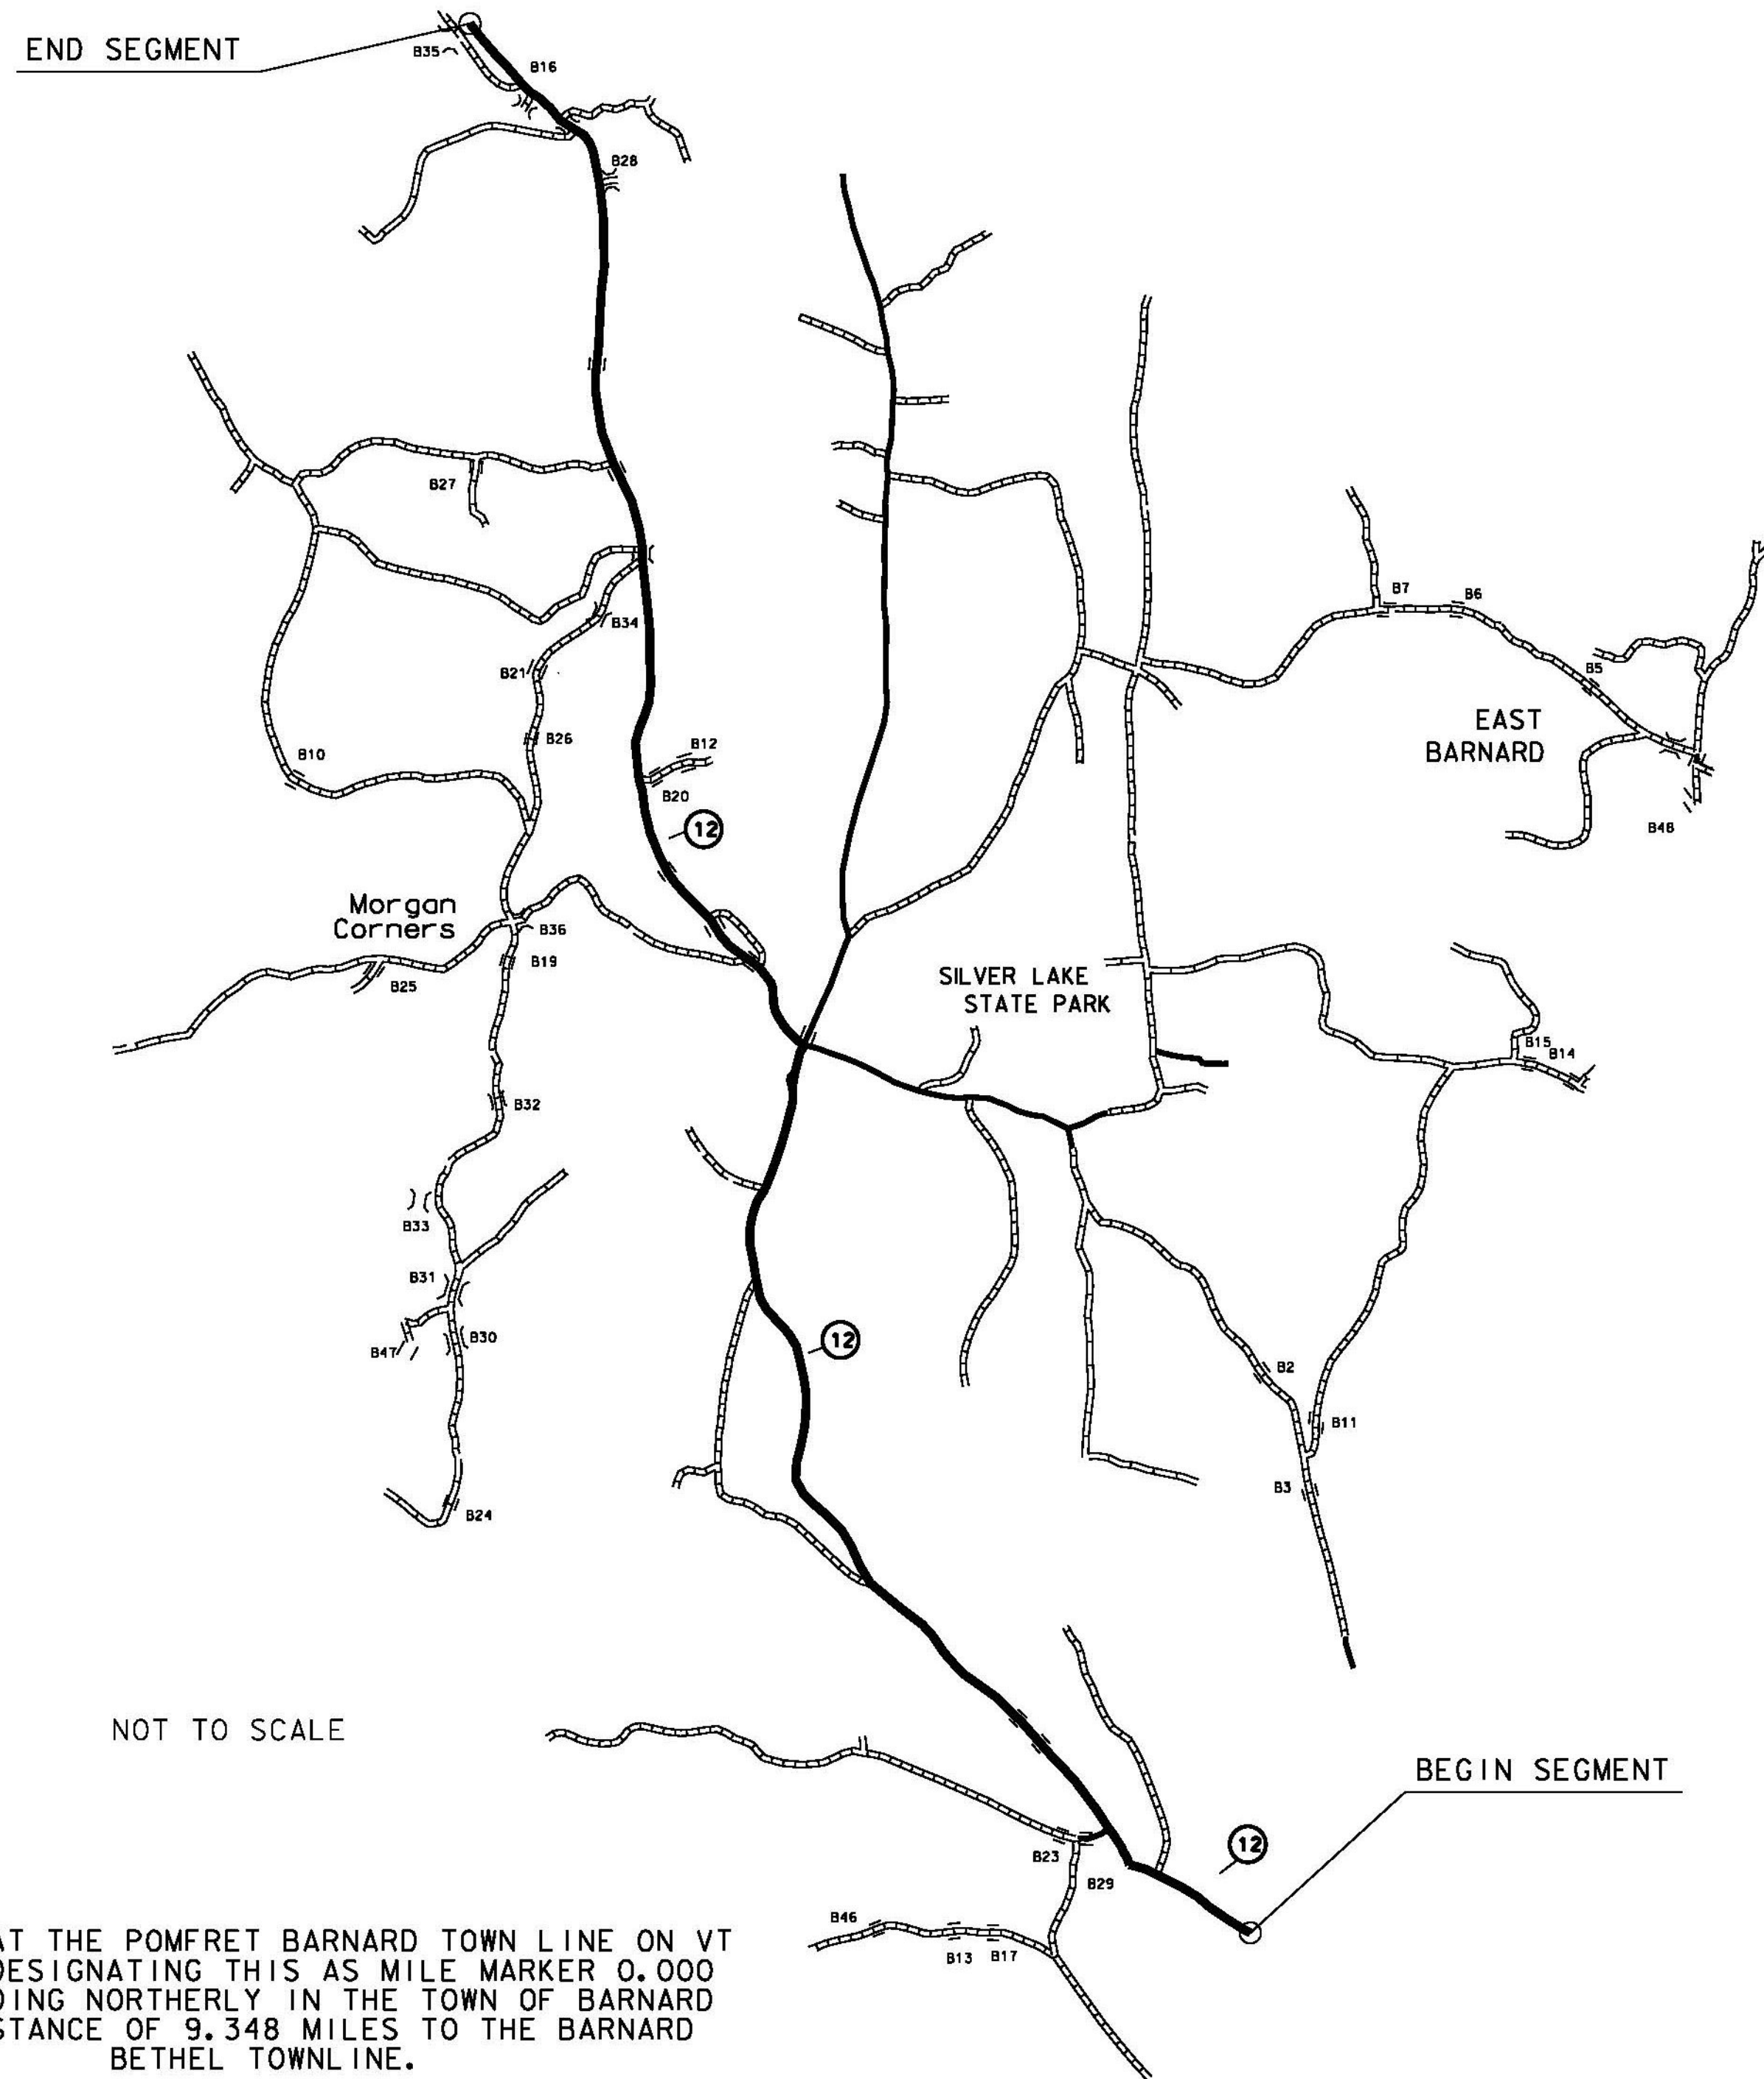 END SEGMENT
B35
B16
B28
B27
B34
B21
B7
B6
B5
EAST
BARNARD
B26
B12
B10
B20
12
B48
Morgan
Corners
B36
B19
B25
SILVER LAKE
STATE PARK
B15
B14
B32
B33
B31
B30
B47
12
B2
B11
B3
B24
NOT TO SCALE
BEGIN SEGMENT
12
B23
B29
B46
B13
B17
AT THE POMFRET BARNARD TOWN LINE ON VT
DESIGNATING THIS AS MILE MARKER 0.000
DING NORTHERLY IN THE TOWN OF BARNARD
STANCE OF 9.348 MILES TO THE BARNARD
BETHEL TOWNLINE.